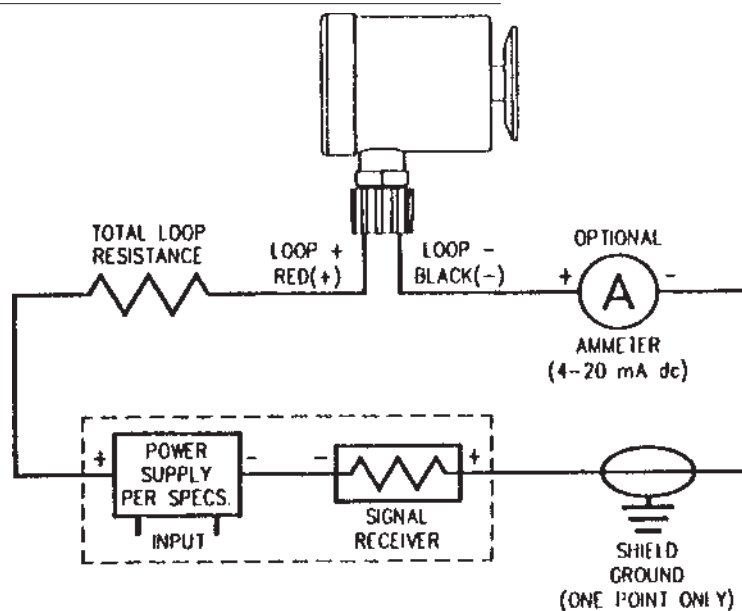 TOTAL LOOP
RESISTANCE
LOOP +
RED(+)
LOOP -
BLACK(-)
OPTIONAL
+
A
-
AMMETER
(4-20 mA dc)
+
POWER
SUPPLY
PER SPECS.
-
INPUT
-
+
SIGNAL
RECEIVER
SHIELD
GROUND
(ONE POINT ONLY)